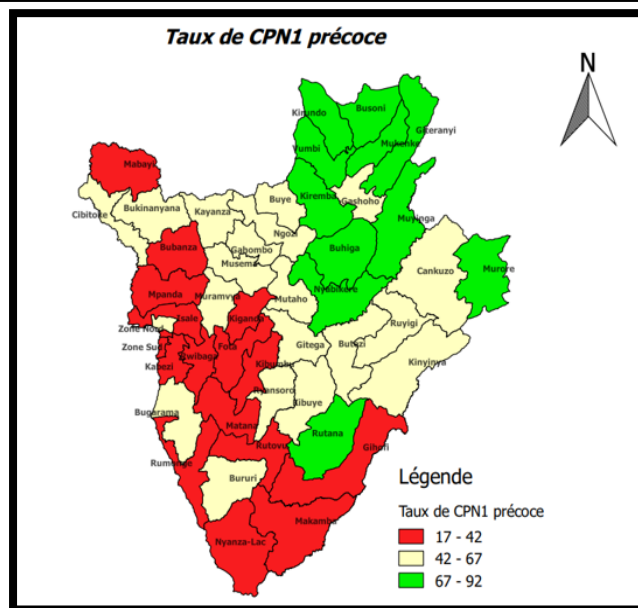 Taux de CPN1 précoce
N
Kirundo
Busoni
Giteranyi
Vumbi
Mukenke
Mabayi
Kiremba
Gashoho
Buye
Bukinanyana
Kayanza
Cibitoke
Muyinga
Ngozi
Bubanza
Gahombo
Buhiga
Musema
Cankuzo
Murore
Mpanda
Muramvya
Mutaho
Nyabikere
Isale
Kiganda
Ruyigi
Zone Nord
Gitega
Butezi
Zone Sud
Fota
Rwibaga
Kibumbu
Kinyinya
Kabezi
Ryansoro
Kibuye
Bugarama
Matana
Rutana
Rutovu
Gihofi
Rumonge
Bururi
Makamba
Nyanza-Lac
Légende
Taux de CPN1 précoce
17 - 42
42 - 67
67 - 92